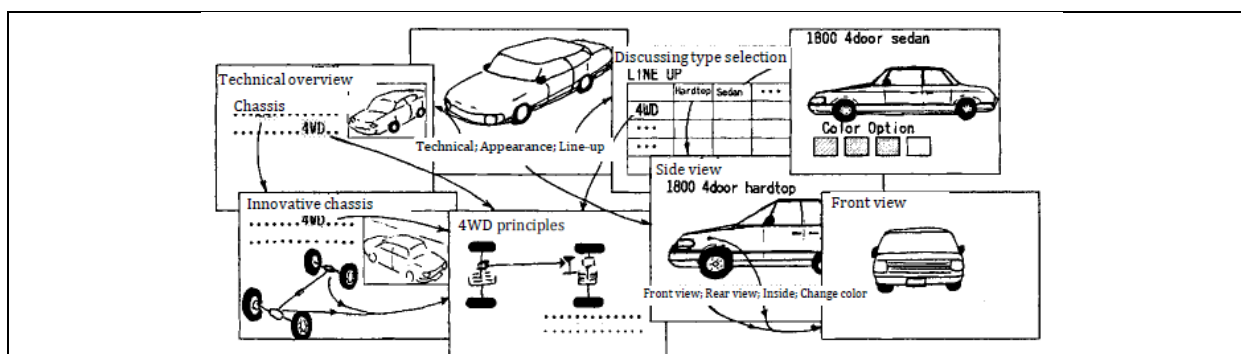 Technical overview
Chassis
4WD
Technical; Appearance; Line-up
Discussing type selection
LINE UP
Hardtop Sedan
4WD
1800 4door sedan
Color Option
Innovative chassis
4WD
4WD principles
Side view
1800 4door hardtop
Front view; Rear view; Inside; Change color
Front view